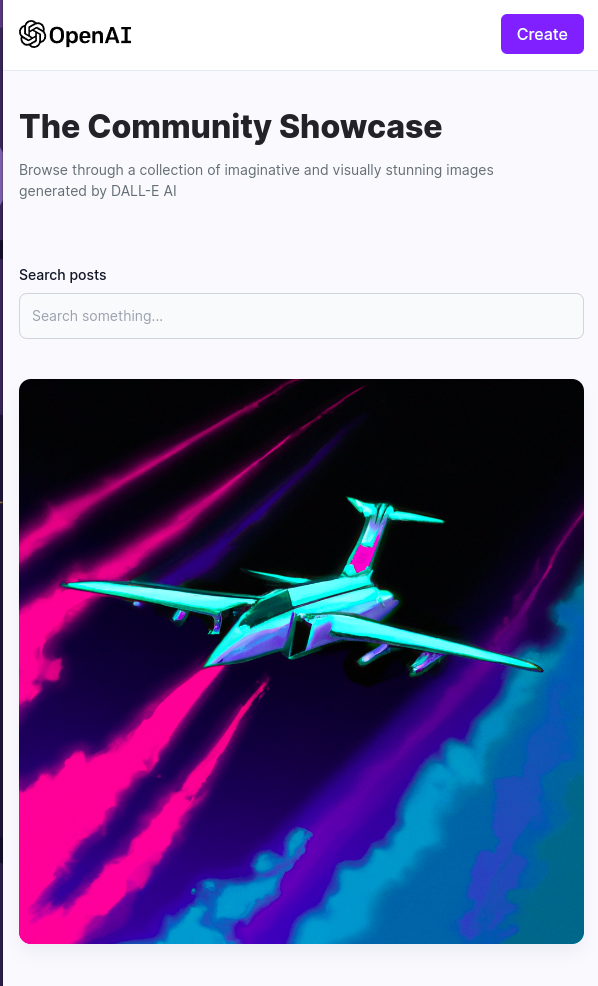 OpenAI
Create
The Community Showcase
Browse through a collection of imaginative and visually stunning images
generated by DALL-E AI
Search posts
Search something...